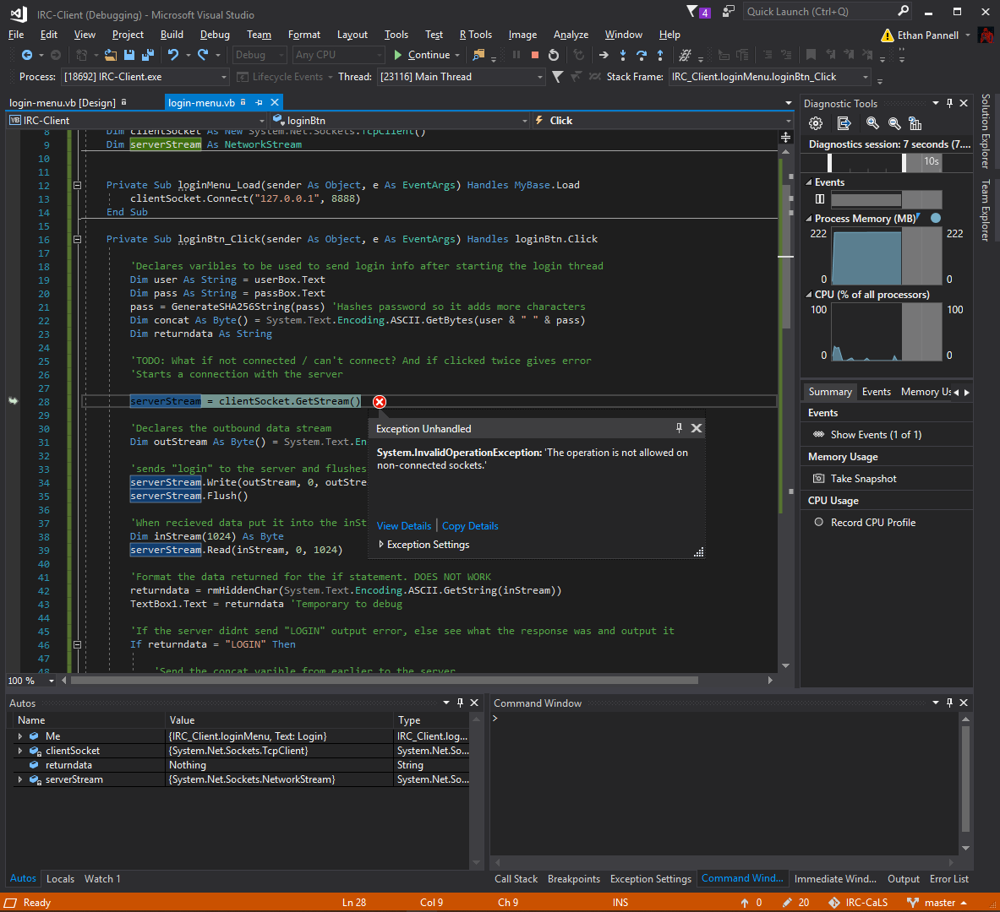 IRC-Client (Debugging) - Microsoft Visual Studio
4
Quick Launch (Ctrl+Q)
File Edit View Project Build Debug Team Format Layout Tools Test R Tools Image Analyze Window Help
Ethan Pannell
Debug Any CPU Continue
Process: [18692] IRC-Client.exe Lifecycle Events Thread: [23116] Main Thread Stack Frame: IRC_Client.loginMenu.loginBtn_Click
login-menu.vb [Design] login-menu.vb
VB IRC-Client loginBtn Click
8 Dim clientSocket As New System.Net.Sockets.TcpClient()
9 Dim serverStream As NetworkStream
10
11
12 Private Sub loginMenu_Load(sender As Object, e As EventArgs) Handles MyBase.Load
13 clientSocket.Connect("127.0.0.1", 8888)
14 End Sub
15
16 Private Sub loginBtn_Click(sender As Object, e As EventArgs) Handles loginBtn.Click
17
18 'Declares varibles to be used to send login info after starting the login thread
19 Dim user As String = userBox.Text
20 Dim pass As String = passBox.Text
21 pass = GenerateSHA256String(pass) 'Hashes password so it adds more characters
22 Dim concat As Byte() = System.Text.Encoding.ASCII.GetBytes(user & " " & pass)
23 Dim returndata As String
24
25 'TODO: What if not connected / can't connect? And if clicked twice gives error
26 'Starts a connection with the server
27
28 serverStream = clientSocket.GetStream()
29
30 'Declares the outbound data stream
31 Dim outStream As Byte() = System.Text.En
32
33 'sends "login" to the server and flushes
34 serverStream.Write(outStream, 0, outStre
35 serverStream.Flush()
36
37 'When recieved data put it into the inSt
38 Dim inStream(1024) As Byte
39 serverStream.Read(inStream, 0, 1024)
40
41 'Format the data returned for the if statement. DOES NOT WORK
42 returndata = rmHiddenChar(System.Text.Encoding.ASCII.GetString(inStream))
43 TextBox1.Text = returndata 'Temporary to debug
44
45 'If the server didnt send "LOGIN" output error, else see what the response was and output it
46 If returndata = "LOGIN" Then
47
48 'Send the concat varible from earlier to the server
100 %
Exception Unhandled
System.InvalidOperationException: 'The operation is not allowed on
non-connected sockets.'
View Details | Copy Details
Exception Settings
Diagnostic Tools
Diagnostics session: 7 seconds (7....
10s
Events
Process Memory (MB)
222 222
0 0
CPU (% of all processors)
100 100
0 0
Summary Events Memory Us
Events
Show Events (1 of 1)
Memory Usage
Take Snapshot
CPU Usage
Record CPU Profile
Solution Explorer
Team Explorer
Autos
Name Value Type
Me {IRC_Client.loginMenu, Text: Login} IRC_Client.log...
clientSocket {System.Net.Sockets.TcpClient} System.Net.So...
returndata Nothing String
serverStream {System.Net.Sockets.NetworkStream} System.Net.So...
Autos Locals Watch 1
Command Window
>
Call Stack Breakpoints Exception Settings Command Wind... Immediate Wind... Output Error List
Ready Ln 28 Col 9 Ch 9 INS 0 20 IRC-CaLS master